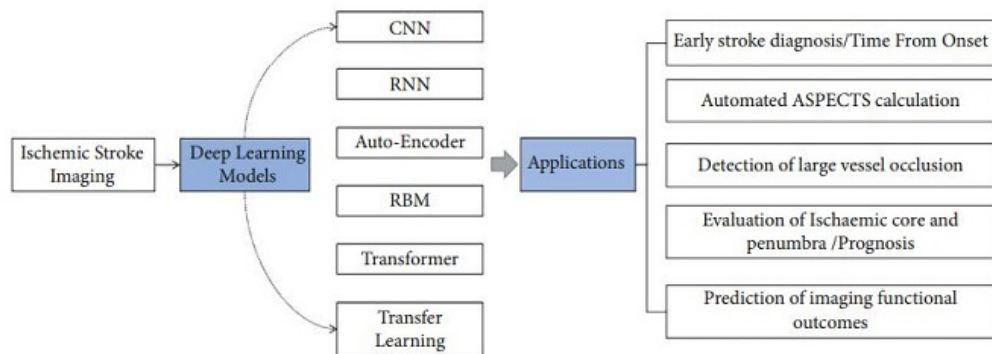 Ischemic Stroke
Imaging
Deep Learning
Models
CNN
RNN
Auto-Encoder
RBM
Transformer
Transfer
Learning
Applications
Early stroke diagnosis/Time From Onset
Automated ASPECTS calculation
Detection of large vessel occlusion
Evaluation of Ischaemic core and
penumbra /Prognosis
Prediction of imaging functional
outcomes